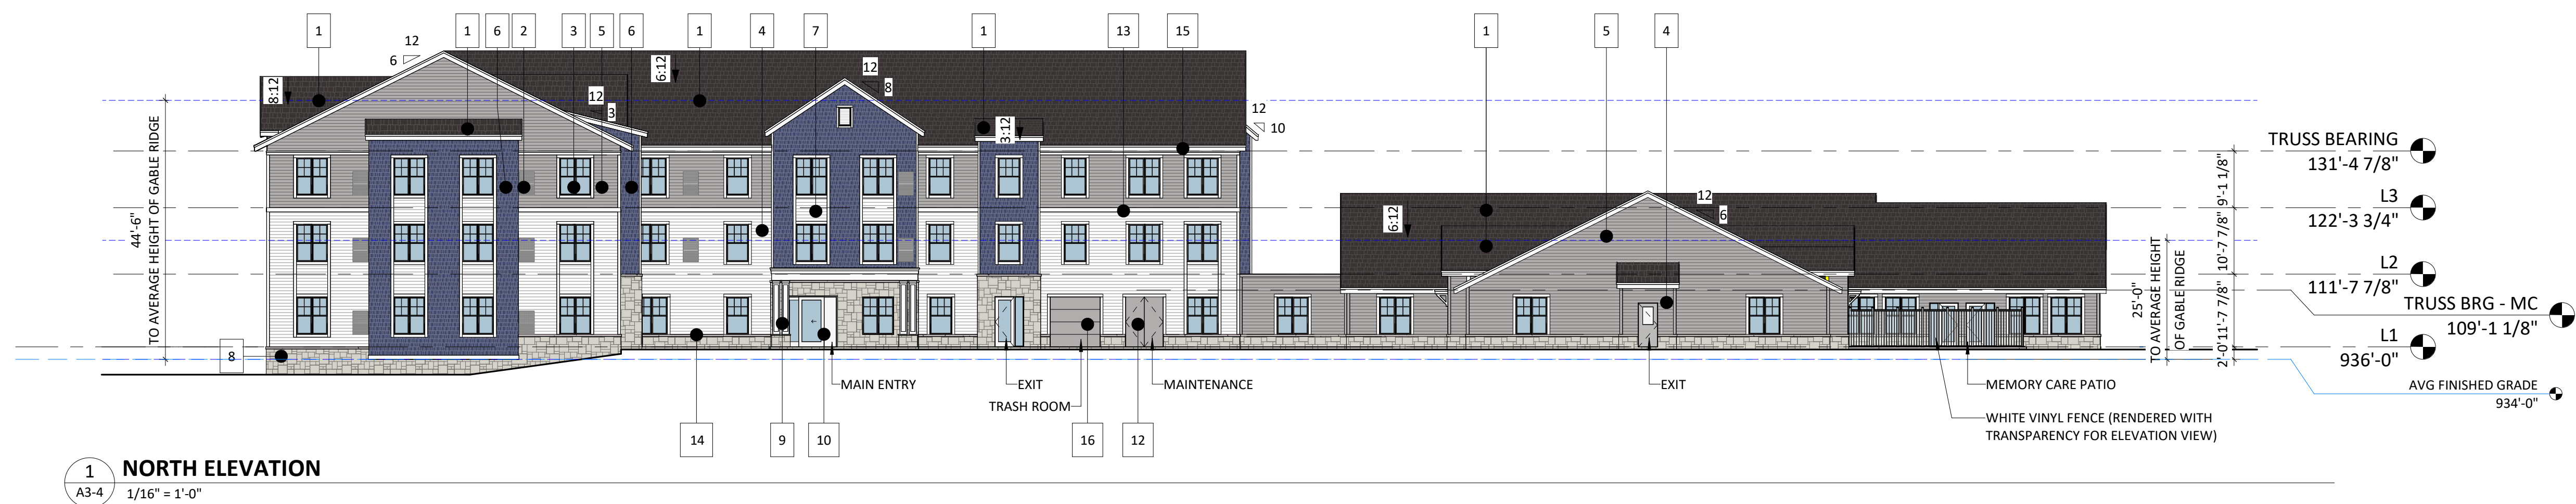 1
1
6
2
3
5
6
1
4
7
1
13
15
1
5
4
12
6
8:12
6:12
12
3
12
8
3:12
12
10
6:12
12
6
44'-6"
TO AVERAGE HEIGHT OF GABLE RIDGE
8
MAIN ENTRY
EXIT
TRASH ROOM
MAINTENANCE
EXIT
MEMORY CARE PATIO
WHITE VINYL FENCE (RENDERED WITH
TRANSPARENCY FOR ELEVATION VIEW)
14
9
10
16
12
25'-0"
TO AVERAGE HEIGHT
OF GABLE RIDGE
9'-1 1/8"
10'-7 7/8"
11'-7 7/8"
2'-0"
TRUSS BEARING
131'-4 7/8"
L3
122'-3 3/4"
L2
111'-7 7/8"
TRUSS BRG - MC
109'-1 1/8"
L1
936'-0"
AVG FINISHED GRADE
934'-0"
1
A3-4
NORTH ELEVATION
1/16" = 1'-0"